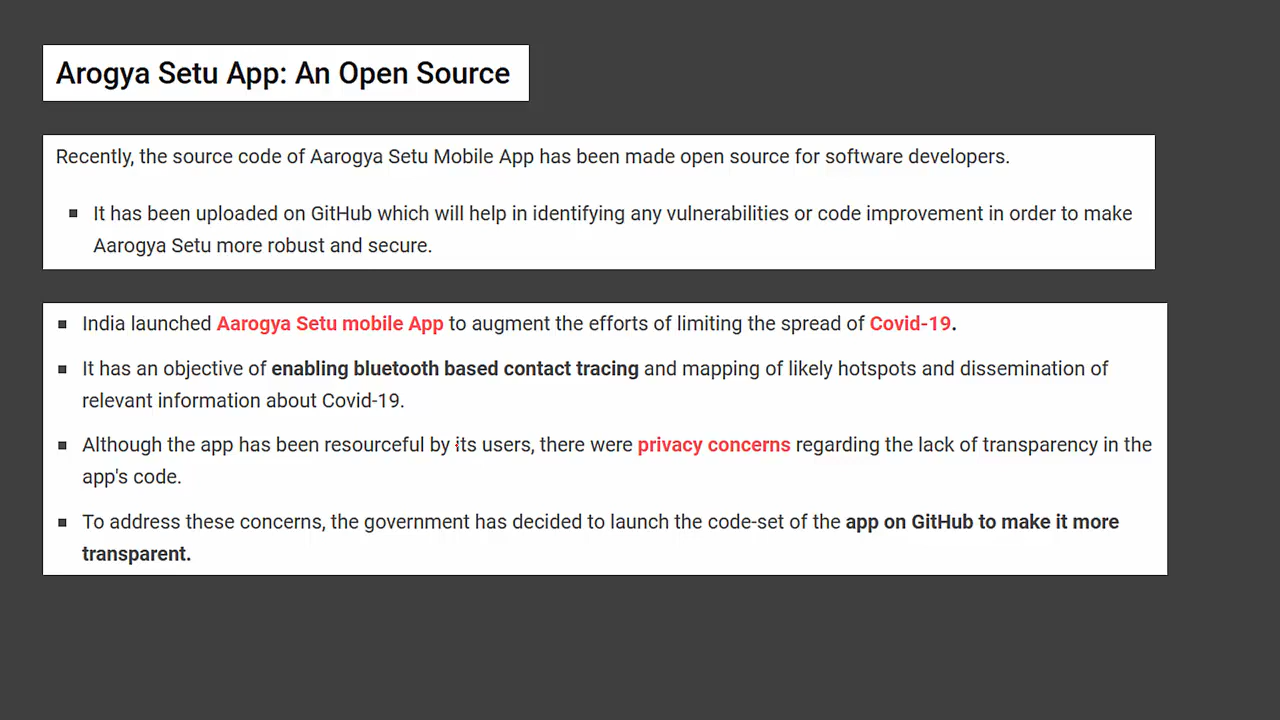 Arogya Setu App: An Open Source
Recently, the source code of Aarogya Setu Mobile App has been made open source for software developers.
It has been uploaded on GitHub which will help in identifying any vulnerabilities or code improvement in order to make
Aarogya Setu more robust and secure.
India launched Aarogya Setu mobile App to augment the efforts of limiting the spread of Covid-19.
It has an objective of enabling bluetooth based contact tracing and mapping of likely hotspots and dissemination of
relevant information about Covid-19.
Although the app has been resourceful by its users, there were privacy concerns regarding the lack of transparency in the
app's code.
To address these concerns, the government has decided to launch the code-set of the app on GitHub to make it more
transparent.